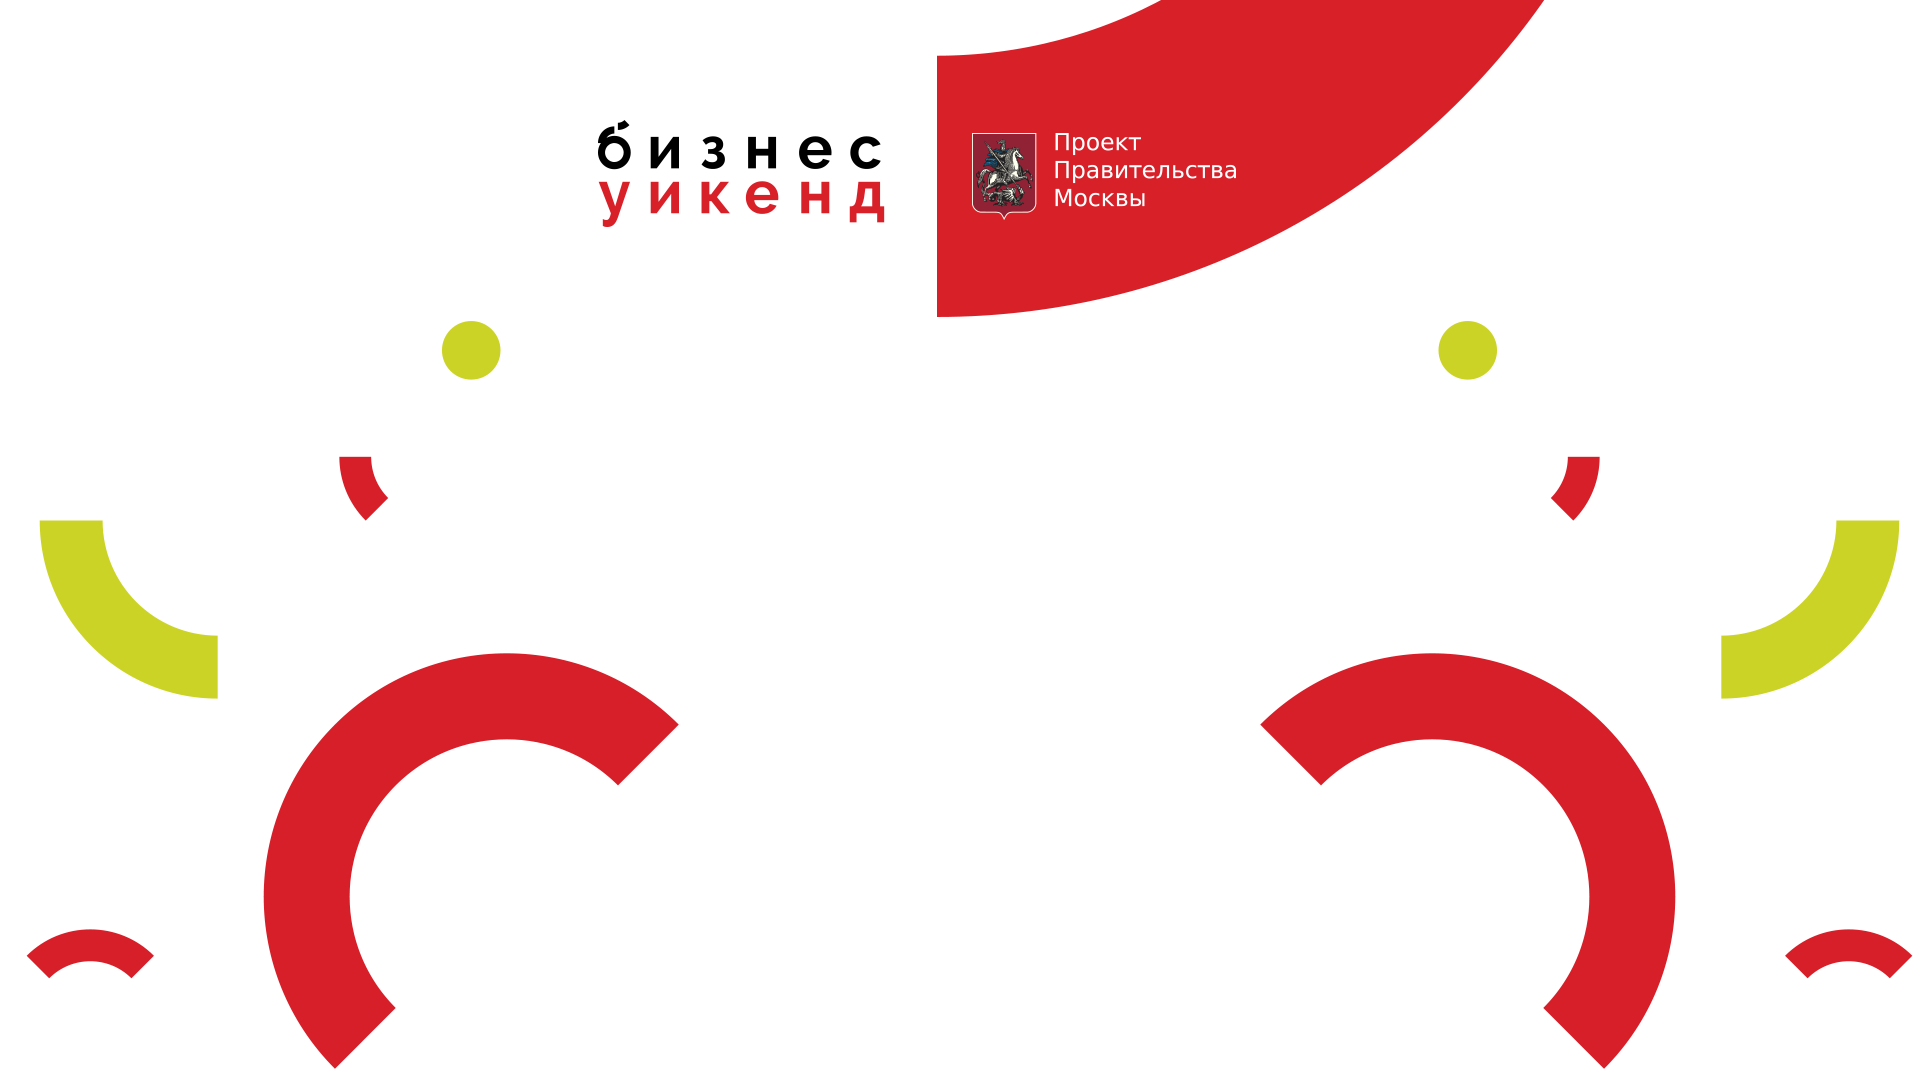 бизнес
уикенд
Проект
Правительства
Москвы